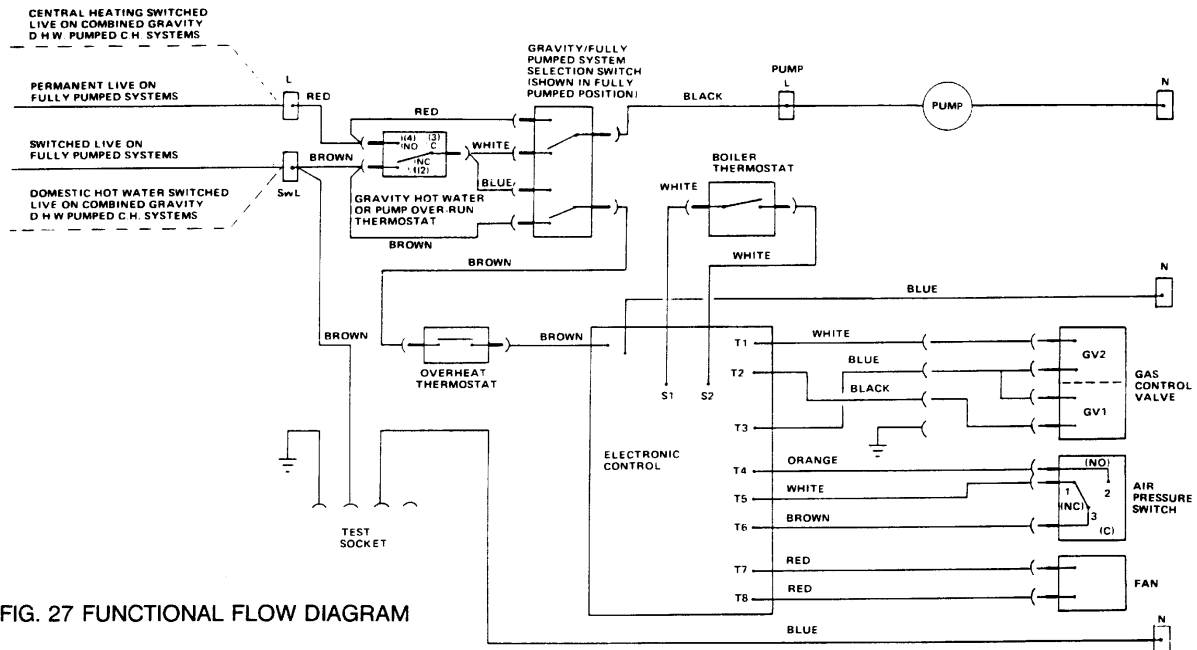 CENTRAL HEATING SWITCHED
LIVE ON COMBINED GRAVITY
D H W. PUMPED C.H. SYSTEMS
PERMANENT LIVE ON
FULLY PUMPED SYSTEMS
SWITCHED LIVE ON
FULLY PUMPED SYSTEMS
DOMESTIC HOT WATER SWITCHED
LIVE ON COMBINED GRAVITY
D H W PUMPED C.H. SYSTEMS
L
RED
BROWN
SwL
RED
(4) (3)
NO C
NC
(2)
WHITE
BLUE
GRAVITY HOT WATER
OR PUMP OVER-RUN
THERMOSTAT
BROWN
GRAVITY/FULLY
PUMPED SYSTEM
SELECTION SWITCH
(SHOWN IN FULLY
PUMPED POSITION)
BLACK
PUMP
L
PUMP
N
BOILER
THERMOSTAT
WHITE
WHITE
BROWN
BROWN
OVERHEAT
THERMOSTAT
BROWN
BLUE
N
S1
S2
ELECTRONIC
CONTROL
T1
WHITE
T2
BLUE
BLACK
T3
GV2
GV1
GAS
CONTROL
VALVE
T4
ORANGE
T5
WHITE
T6
BROWN
(NO)
1
2
(NC)
3
(C)
AIR
PRESSURE
SWITCH
T7
RED
T8
RED
FAN
TEST
SOCKET
BLUE
N
FIG. 27 FUNCTIONAL FLOW DIAGRAM